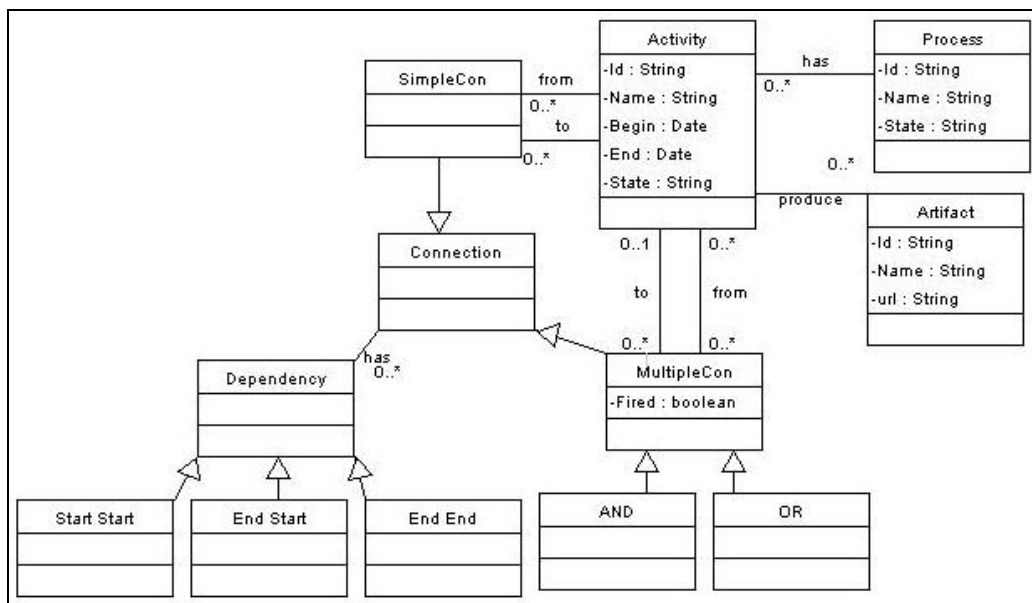 Activity
-Id : String
-Name : String
-Begin : Date
-End : Date
-State : String
Process
-Id : String
-Name : String
-State : String
has
0..*
SimpleCon
from
0..*
to
0..*
0..*
produce
Artifact
-Id : String
-Name : String
-url : String
Connection
0..1
0..*
to
from
0..*
0..*
has
0..*
Dependency
MultipleCon
-Fired : boolean
Start Start
End Start
End End
AND
OR